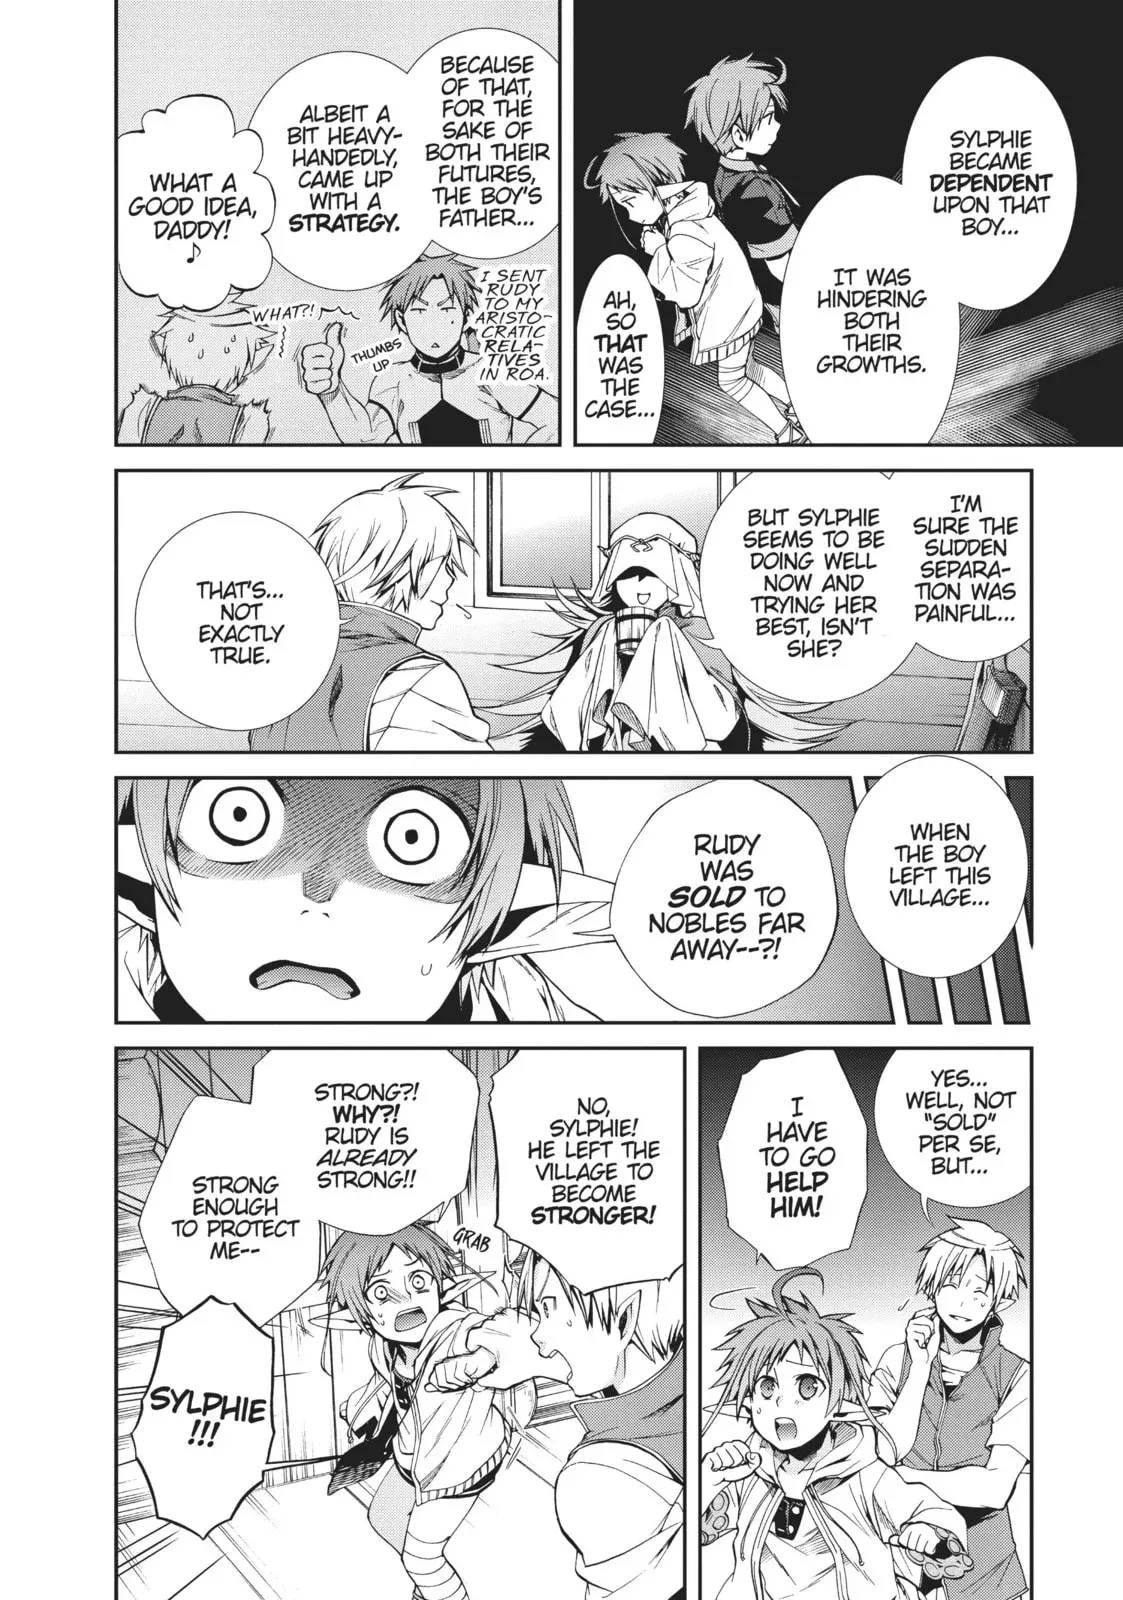 SYLPHIE
BECAME
DEPENDENT
UPON THAT
BOY...
IT WAS
HINDERING
BOTH
THEIR
GROWTHS.
AH,
SO
THAT
WAS
THE
CASE...
BECAUSE
OF THAT,
FOR THE
SAKE OF
BOTH THEIR
FUTURES,
THE BOY'S
FATHER...
ALBEIT A
BIT HEAVY-
HANDEDLY,
CAME UP
WITH A
STRATEGY.
I SENT
RUDY
TO MY
ARISTO-
CRATIC
RELA-
TIVES
IN ROA.
THUMBS
UP
WHAT?!
WHAT A
GOOD IDEA,
DADDY!
♪
I'M
SURE THE
SUDDEN
SEPARA-
TION WAS
PAINFUL...
BUT SYLPHIE
SEEMS TO BE
DOING WELL
NOW AND
TRYING HER
BEST, ISN'T
SHE?
THAT'S...
NOT
EXACTLY
TRUE.
WHEN
THE BOY
LEFT THIS
VILLAGE...
RUDY
WAS
SOLD TO
NOBLES FAR
AWAY--?!
YES...
WELL, NOT
"SOLD"
PER SE,
BUT...
I
HAVE
TO GO
HELP
HIM!
NO,
SYLPHIE!
HE LEFT THE
VILLAGE TO
BECOME
STRONGER!
GRAB
STRONG?!
WHY?!
RUDY IS
ALREADY
STRONG!!
STRONG
ENOUGH
TO PROTECT
ME--
SYLPHIE
!!!